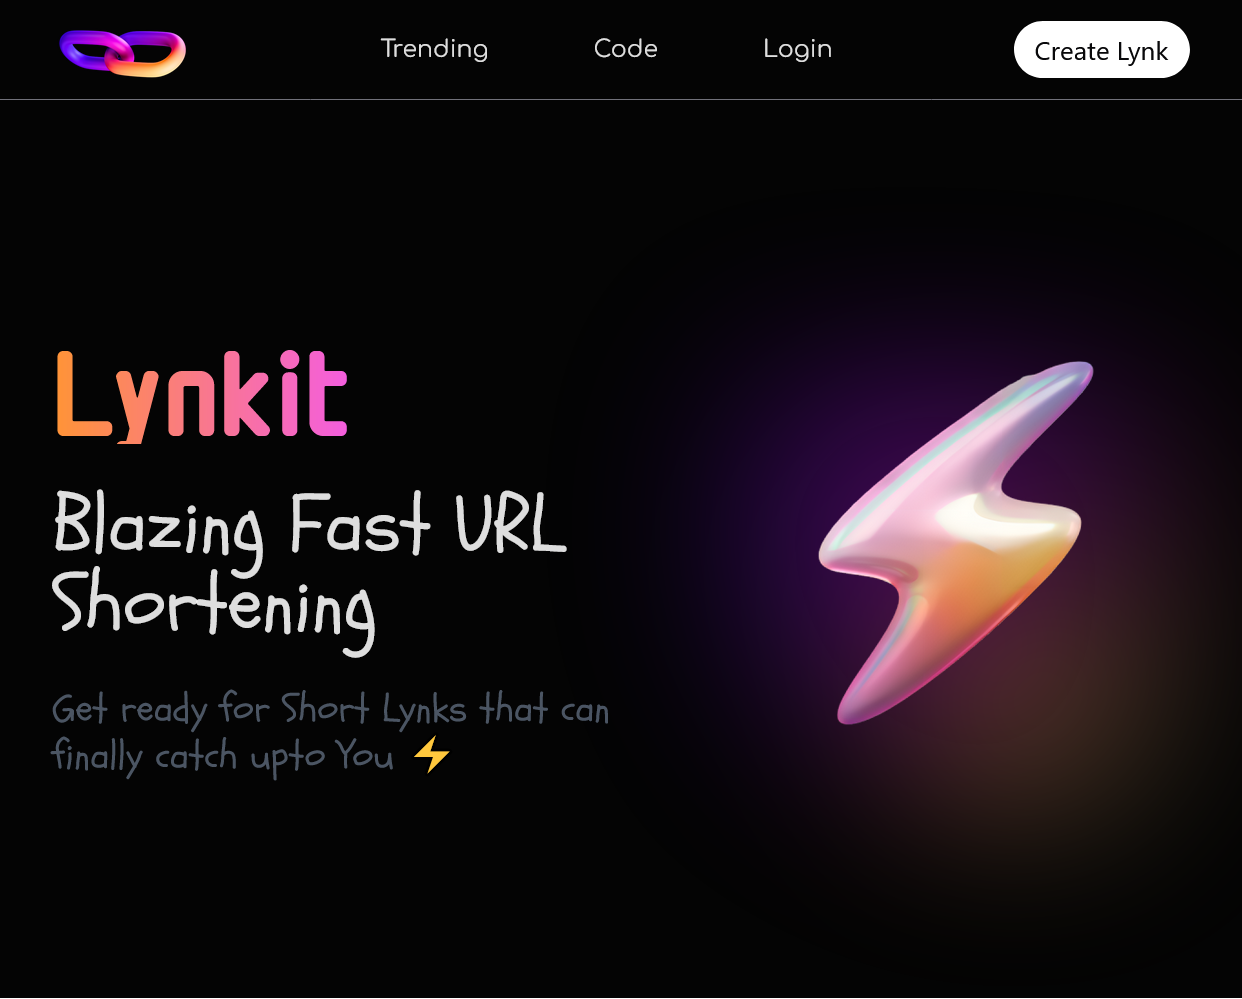 Trending
Code
Login
Create Lynk
Lynkit
Blazing Fast URL
Shortening
Get ready for Short Lynks that can
finally catch upto You ⚡